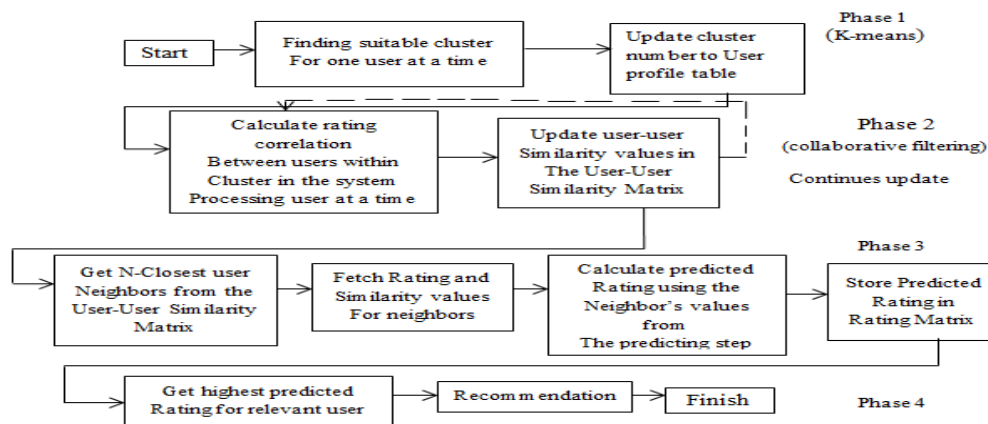 Phase 1
(K-means)
Start
Finding suitable cluster
For one user at a time
Update cluster
number to User
profile table
Calculate rating
correlation
Between users within
Cluster in the system
Processing user at a time
Update user-user
Similarity values in
The User-User
Similarity Matrix
Phase 2
(collaborative filtering)
Continues update
Phase 3
Get N-Closest user
Neighbors from the
User-User Similarity
Matrix
Fetch Rating and
Similarity values
For neighbors
Calculate predicted
Rating using the
Neighbor's values
from
The predicting step
Store Predicted
Rating in
Rating Matrix
Get highest predicted
Rating for relevant user
Recommendation
Finish
Phase 4